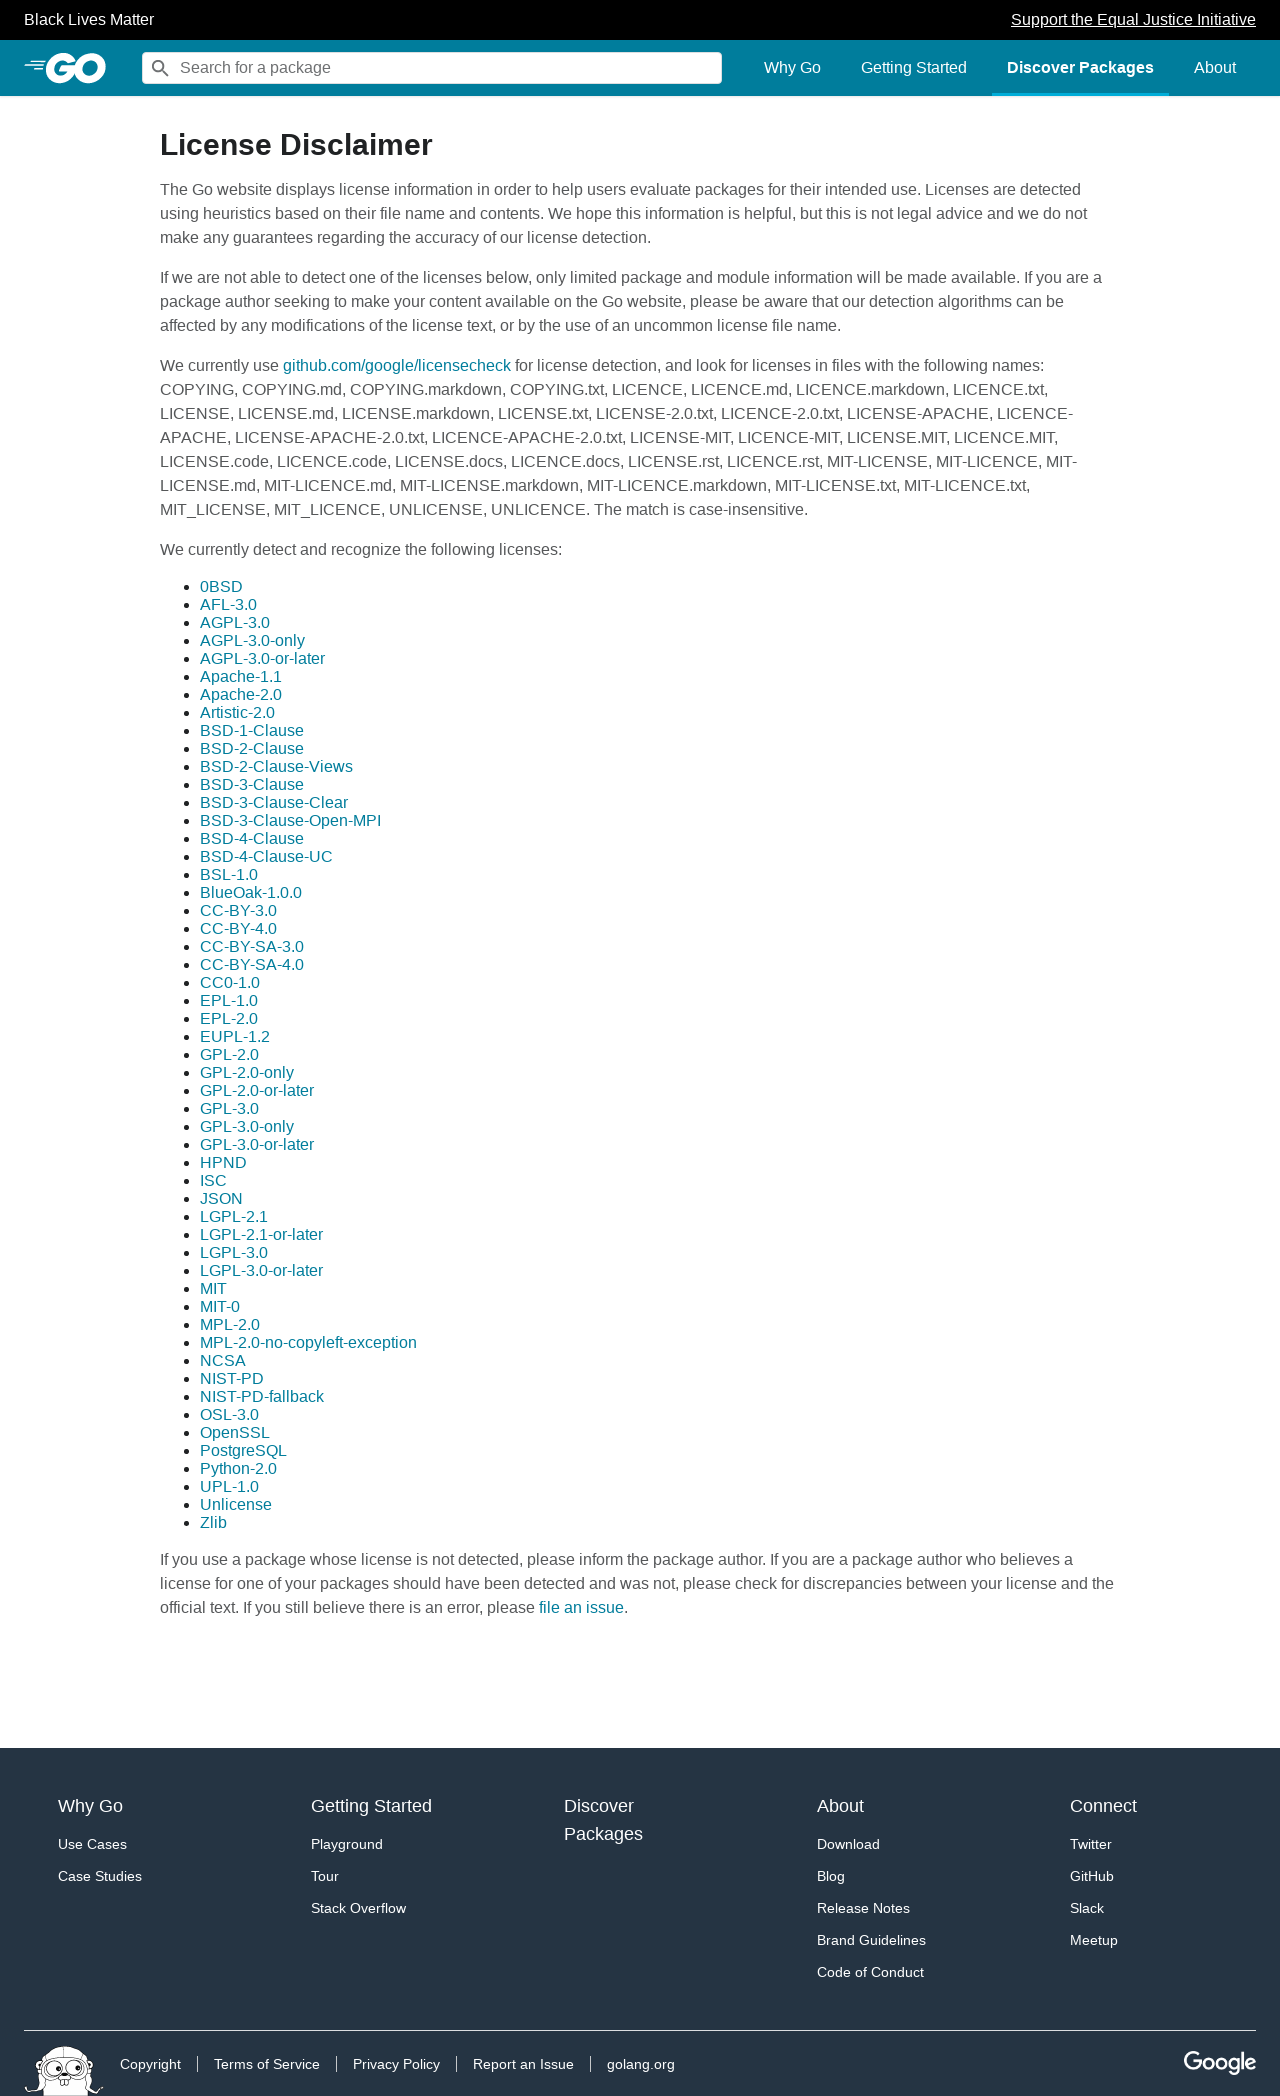 Black Lives Matter
Support the Equal Justice Initiative
GO
Search for a package
Why Go
Getting Started
Discover Packages
About
License Disclaimer
The Go website displays license information in order to help users evaluate packages for their intended use. Licenses are detected
using heuristics based on their file name and contents. We hope this information is helpful, but this is not legal advice and we do not
make any guarantees regarding the accuracy of our license detection.
If we are not able to detect one of the licenses below, only limited package and module information will be made available. If you are a
package author seeking to make your content available on the Go website, please be aware that our detection algorithms can be
affected by any modifications of the license text, or by the use of an uncommon license file name.
We currently use github.com/google/licensecheck for license detection, and look for licenses in files with the following names:
COPYING, COPYING.md, COPYING.markdown, COPYING.txt, LICENCE, LICENCE.md, LICENCE.markdown, LICENCE.txt,
LICENSE, LICENSE.md, LICENSE.markdown, LICENSE.txt, LICENSE-2.0.txt, LICENCE-2.0.txt, LICENSE-APACHE, LICENCE-
APACHE, LICENSE-APACHE-2.0.txt, LICENCE-APACHE-2.0.txt, LICENSE-MIT, LICENCE-MIT, LICENSE.MIT, LICENCE.MIT,
LICENSE.code, LICENCE.code, LICENSE.docs, LICENCE.docs, LICENSE.rst, LICENCE.rst, MIT-LICENSE, MIT-LICENCE, MIT-
LICENSE.md, MIT-LICENCE.md, MIT-LICENSE.markdown, MIT-LICENCE.markdown, MIT-LICENSE.txt, MIT-LICENCE.txt,
MIT_LICENSE, MIT_LICENCE, UNLICENSE, UNLICENCE. The match is case-insensitive.
We currently detect and recognize the following licenses:
0BSD
AFL-3.0
AGPL-3.0
AGPL-3.0-only
AGPL-3.0-or-later
Apache-1.1
Apache-2.0
Artistic-2.0
BSD-1-Clause
BSD-2-Clause
BSD-2-Clause-Views
BSD-3-Clause
BSD-3-Clause-Clear
BSD-3-Clause-Open-MPI
BSD-4-Clause
BSD-4-Clause-UC
BSL-1.0
BlueOak-1.0.0
CC-BY-3.0
CC-BY-4.0
CC-BY-SA-3.0
CC-BY-SA-4.0
CC0-1.0
EPL-1.0
EPL-2.0
EUPL-1.2
GPL-2.0
GPL-2.0-only
GPL-2.0-or-later
GPL-3.0
GPL-3.0-only
GPL-3.0-or-later
HPND
ISC
JSON
LGPL-2.1
LGPL-2.1-or-later
LGPL-3.0
LGPL-3.0-or-later
MIT
MIT-0
MPL-2.0
MPL-2.0-no-copyleft-exception
NCSA
NIST-PD
NIST-PD-fallback
OSL-3.0
OpenSSL
PostgreSQL
Python-2.0
UPL-1.0
Unlicense
Zlib
If you use a package whose license is not detected, please inform the package author. If you are a package author who believes a
license for one of your packages should have been detected and was not, please check for discrepancies between your license and the
official text. If you still believe there is an error, please file an issue.
Why Go
Use Cases
Case Studies
Getting Started
Playground
Tour
Stack Overflow
Discover
Packages
About
Download
Blog
Release Notes
Brand Guidelines
Code of Conduct
Connect
Twitter
GitHub
Slack
Meetup
Copyright
Terms of Service
Privacy Policy
Report an Issue
golang.org
Google